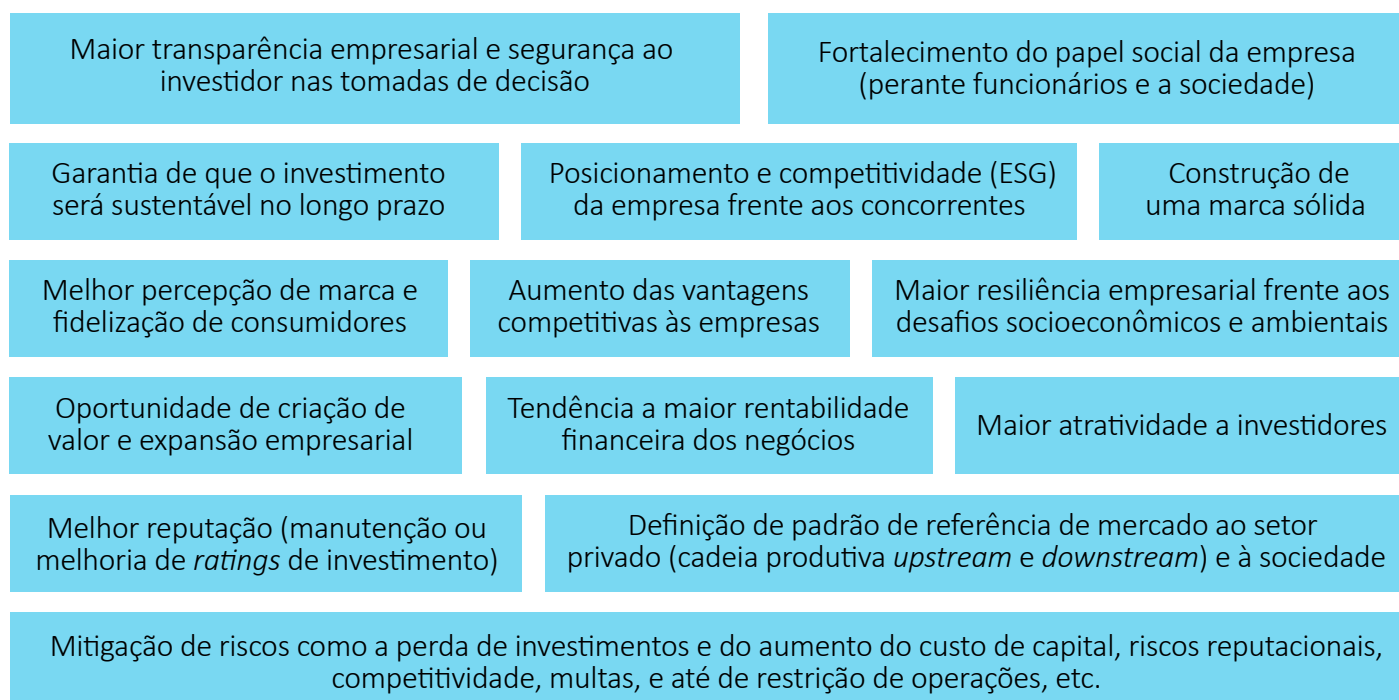 Maior transparência empresarial e segurança ao
investidor nas tomadas de decisão
Fortalecimento do papel social da empresa
(perante funcionários e a sociedade)
Garantia de que o investimento
será sustentável no longo prazo
Posicionamento e competitividade (ESG)
da empresa frente aos concorrentes
Construção de
uma marca sólida
Melhor percepção de marca e
fidelização de consumidores
Aumento das vantagens
competitivas às empresas
Maior resiliência empresarial frente aos
desafios socioeconômicos e ambientais
Oportunidade de criação de
valor e expansão empresarial
Tendência a maior rentabilidade
financeira dos negócios
Maior atratividade a investidores
Melhor reputação (manutenção ou
melhoria de ratings de investimento)
Definição de padrão de referência de mercado ao setor
privado (cadeia produtiva upstream e downstream) e à sociedade
Mitigação de riscos como a perda de investimentos e do aumento do custo de capital, riscos reputacionais,
competitividade, multas, e até de restrição de operações, etc.